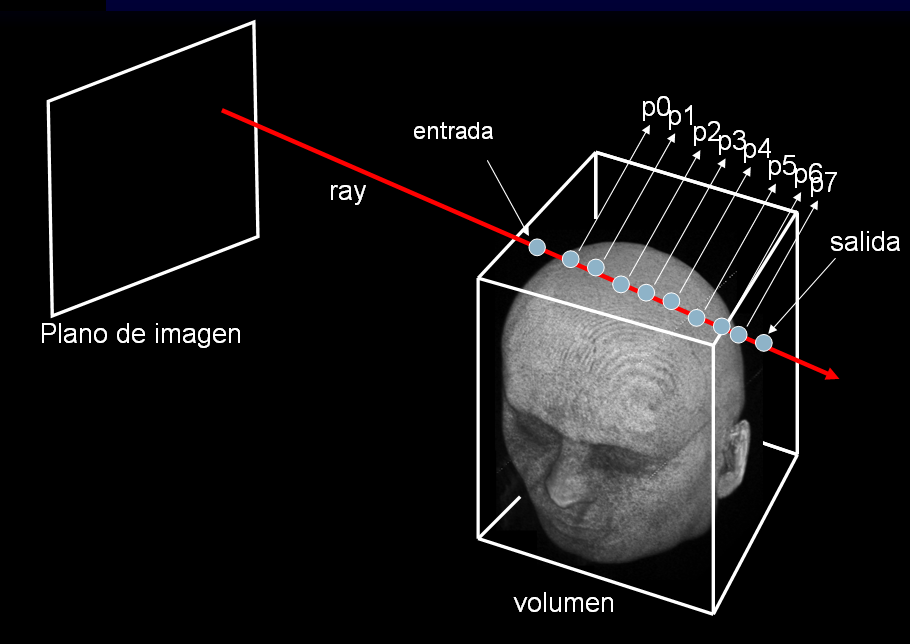 p0
p1
p2
p3
p4
p5
p6
p7
entrada
ray
salida
Plano de imagen
volumen